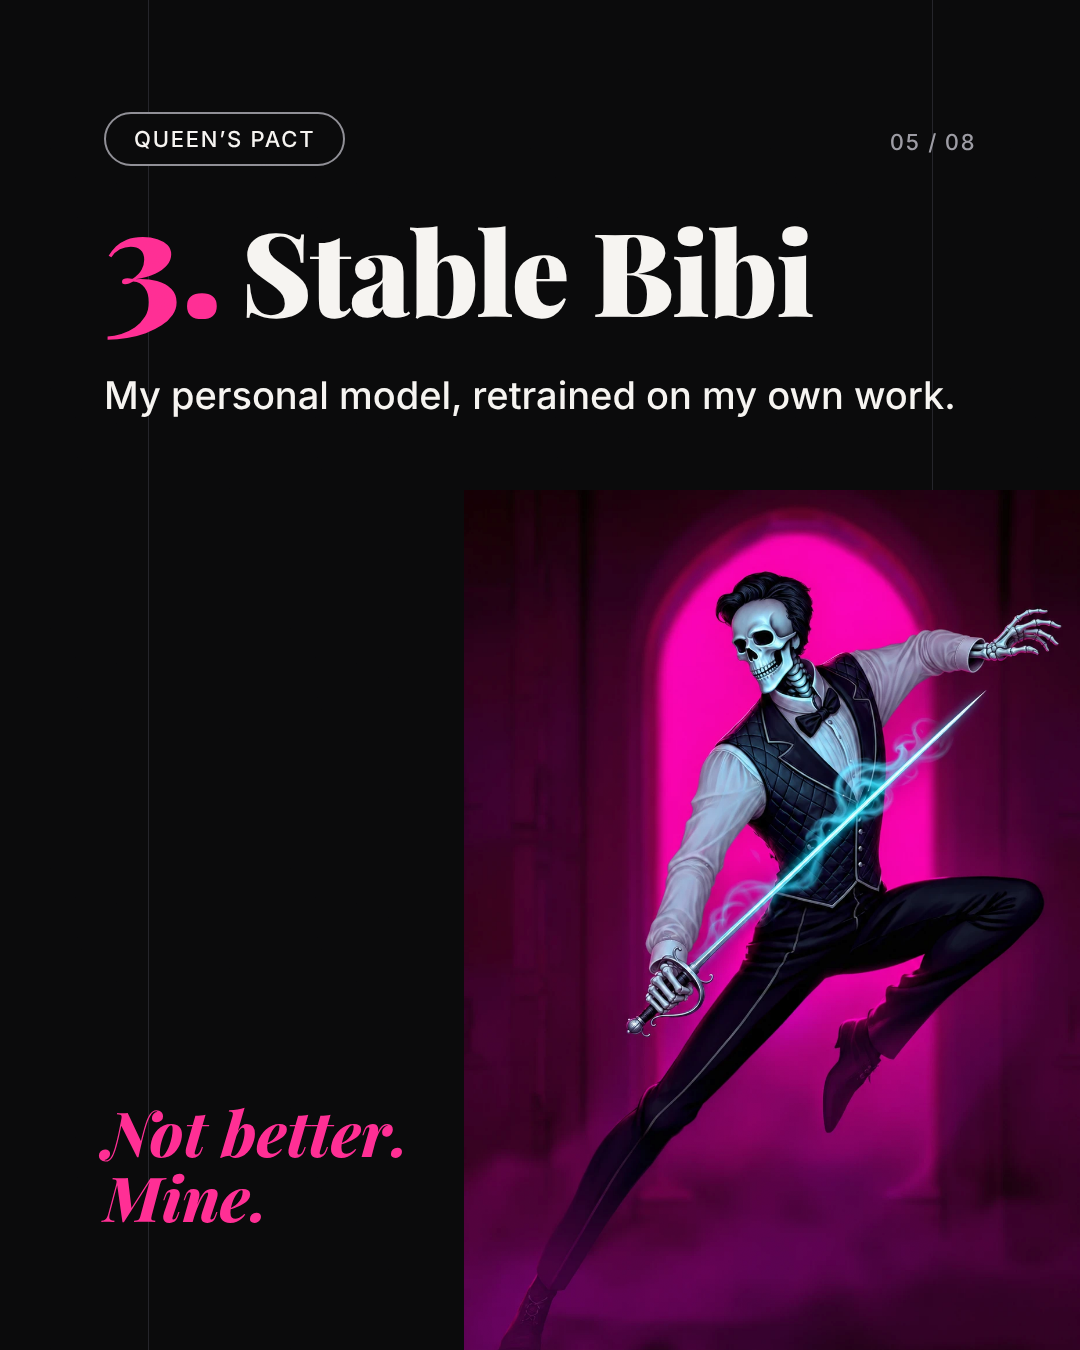 QUEEN’S PACT
05 / 08
3. Stable Bibi
My personal model, retrained on my own work.
Not better.
Mine.